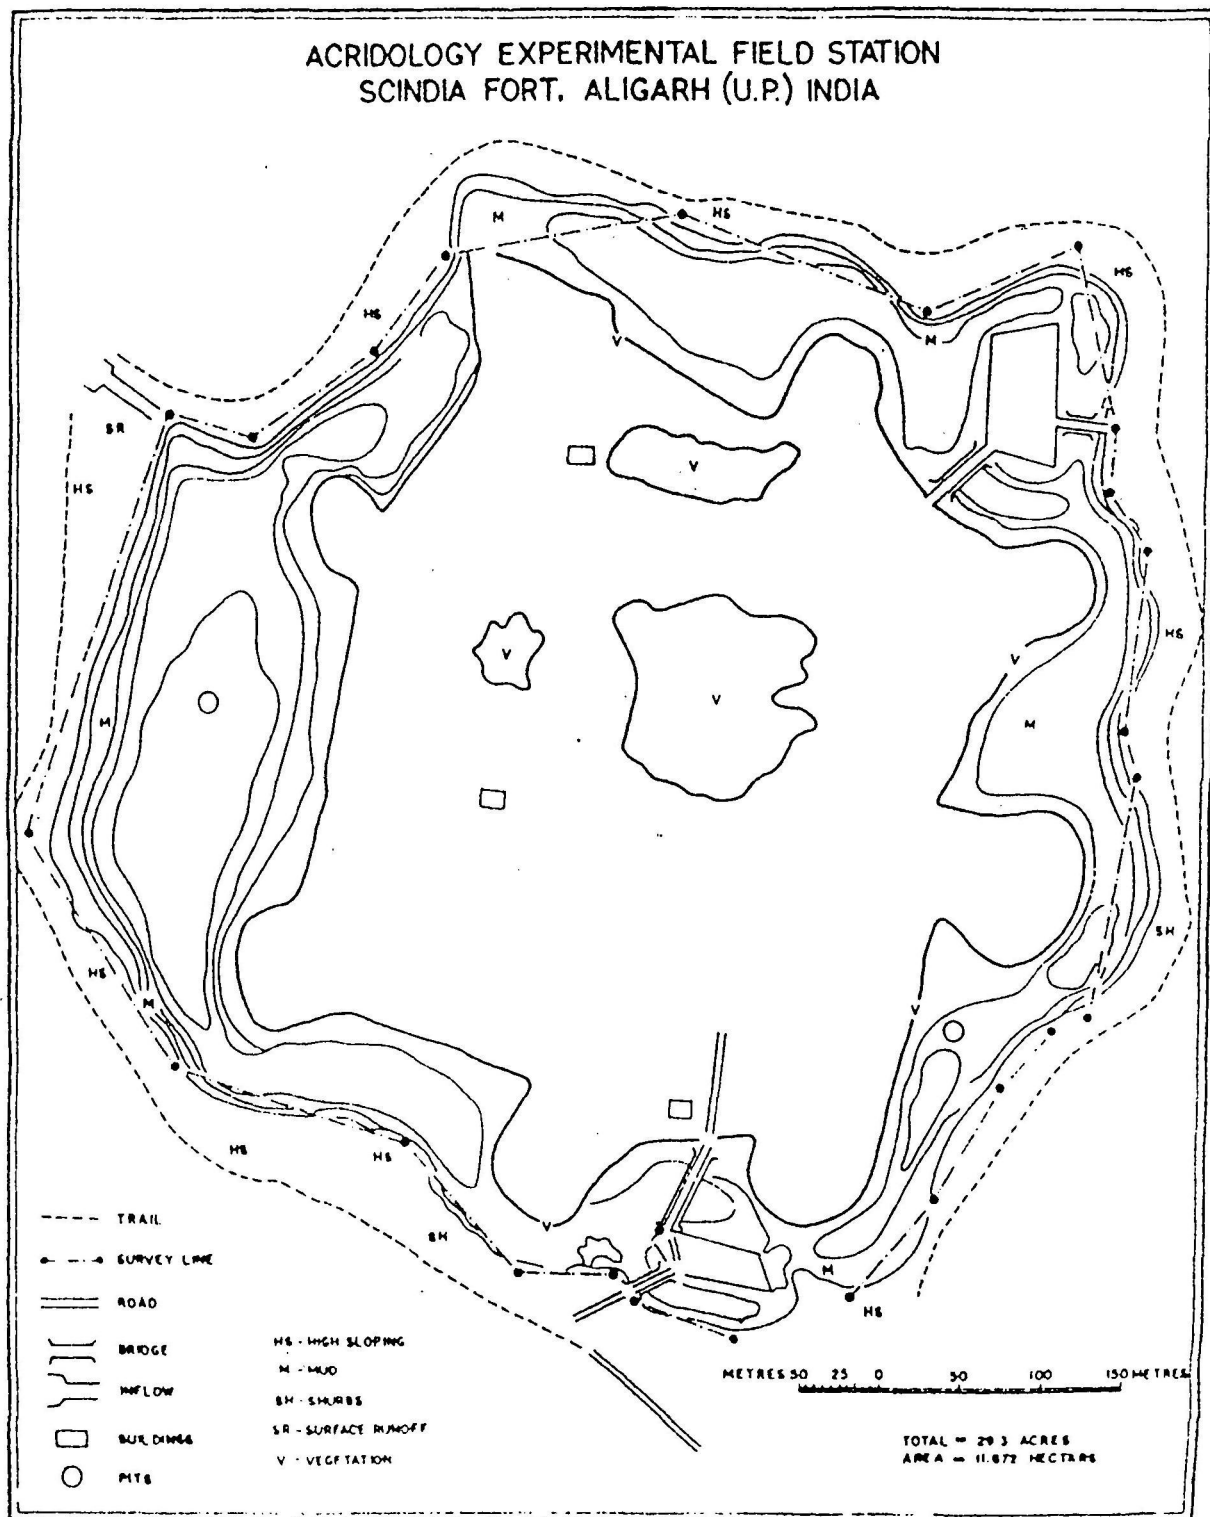 ACRIDOLOGY EXPERIMENTAL FIELD STATION
SCINDIA FORT, ALIGARH (U.P.) INDIA
HS
M
HS
HS
V
M
SR
HS
V
V
HS
V
V
M
M
SH
HS
M
V
HS
HS
SH
V
M
HS
TRAIL
SURVEY LINE
ROAD
BRIDGE
INFLOW
BUILDINGS
PITS
HS - HIGH SLOPING
M - MUD
SH - SHURBS
SR - SURFACE RUNOFF
V - VEGETATION
METRES 50 25 0 50 100 150 METRES
TOTAL = 29.3 ACRES
AREA = 11.872 HECTARS